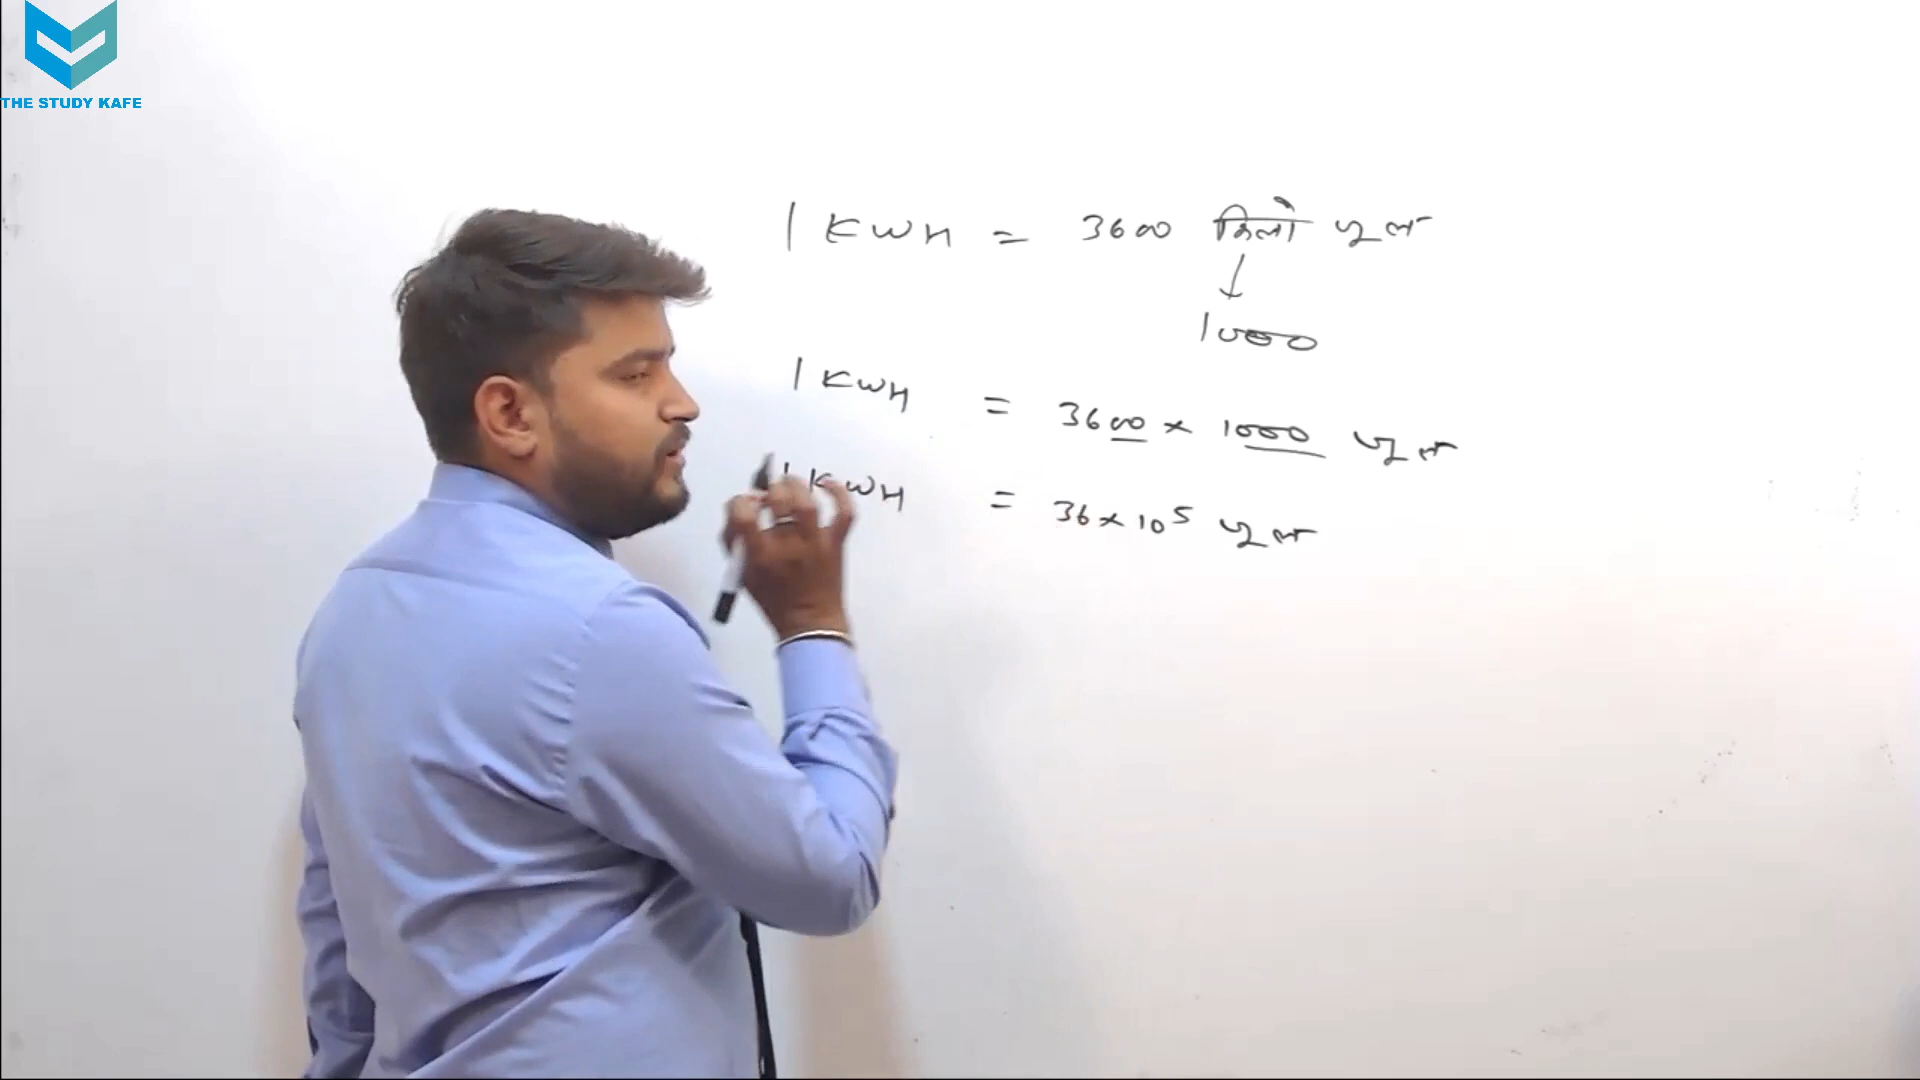 THE STUDY KAFE
1 KWH = 3600 किलो जूल
↓
1000
1 KWH = 3600 × 1000 जूल
1 KWH = 36 × 10⁵ जूल